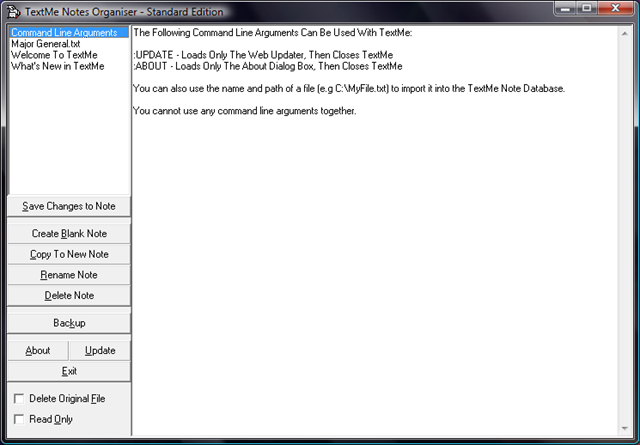 TextMe Notes Organiser - Standard Edition
Command Line Arguments
Major General.txt
Welcome To TextMe
What's New in TextMe
Save Changes to Note
Create Blank Note
Copy To New Note
Rename Note
Delete Note
Backup
About
Update
Exit
Delete Original File
Read Only
The Following Command Line Arguments Can Be Used With TextMe:
:UPDATE - Loads Only The Web Updater, Then Closes TextMe
:ABOUT - Loads Only The About Dialog Box, Then Closes TextMe
You can also use the name and path of a file (e.g C:\MyFile.txt) to import it into the TextMe Note Database.
You cannot use any command line arguments together.